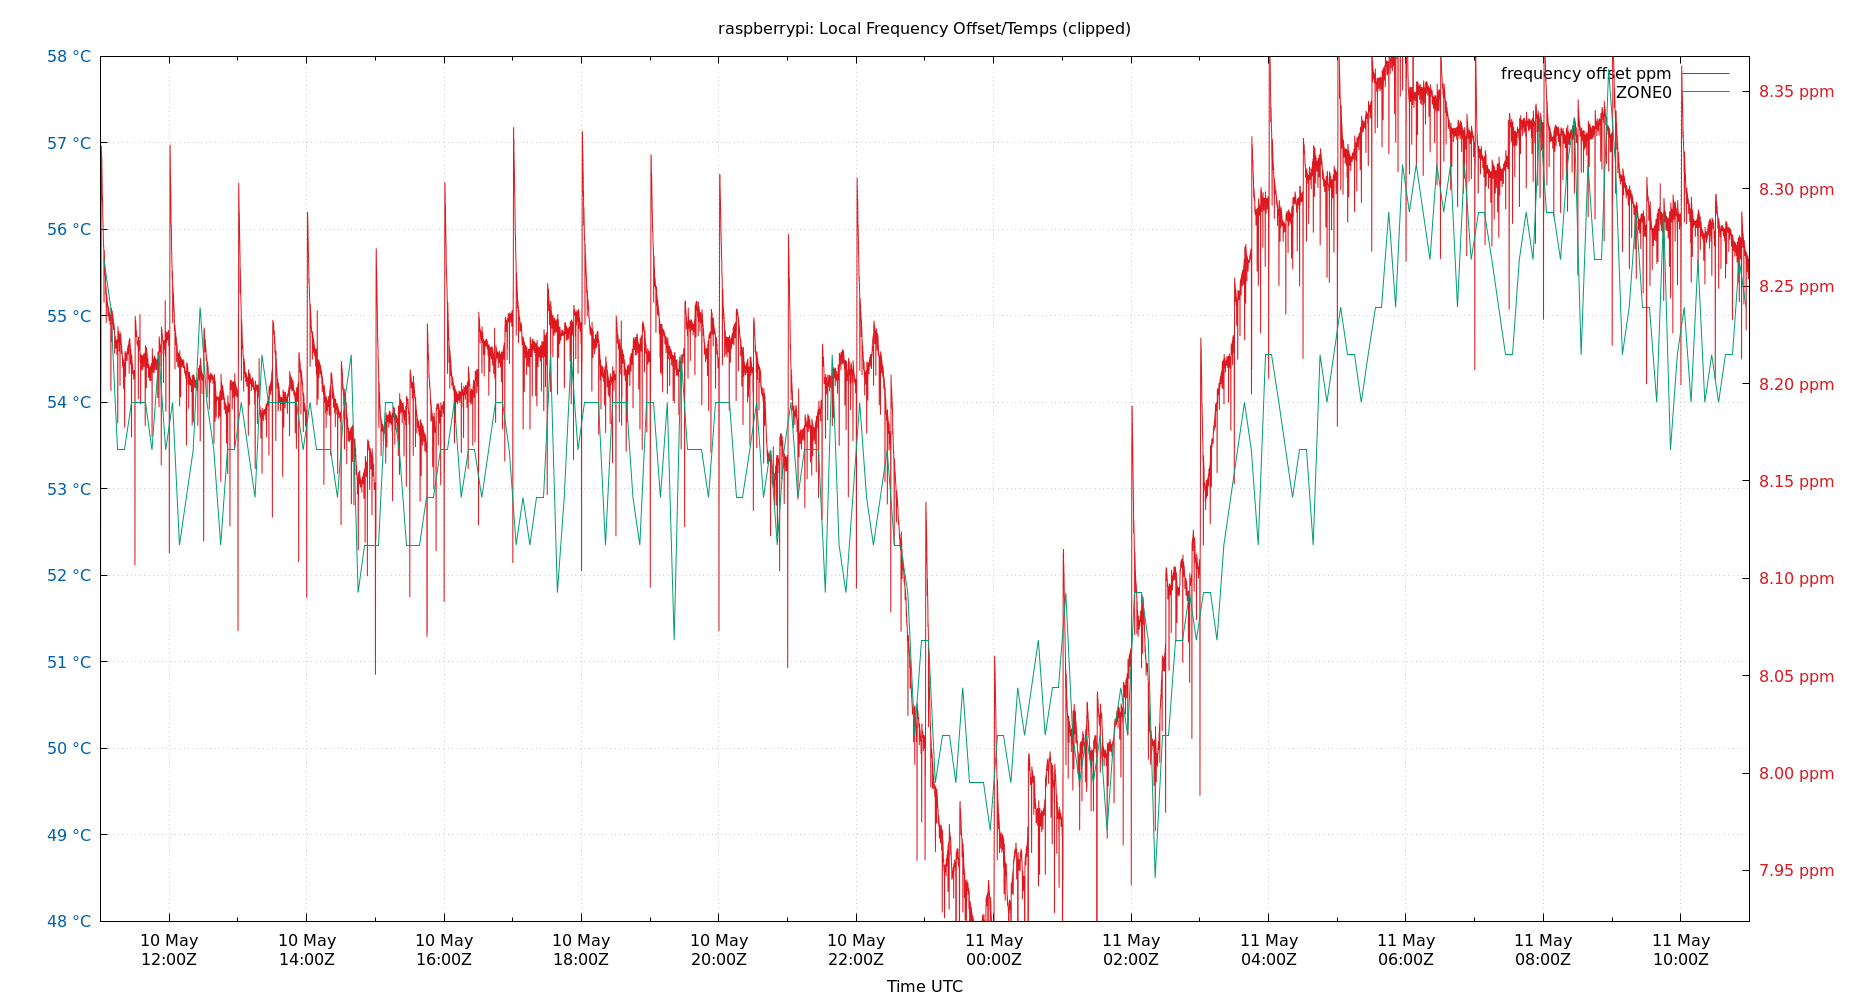 raspberrypi: Local Frequency Offset/Temps (clipped)
frequency offset ppm
ZONE0
58 °C
57 °C
56 °C
55 °C
54 °C
53 °C
52 °C
51 °C
50 °C
49 °C
48 °C
8.35 ppm
8.30 ppm
8.25 ppm
8.20 ppm
8.15 ppm
8.10 ppm
8.05 ppm
8.00 ppm
7.95 ppm
10 May
12:00Z
10 May
14:00Z
10 May
16:00Z
10 May
18:00Z
10 May
20:00Z
10 May
22:00Z
11 May
00:00Z
11 May
02:00Z
11 May
04:00Z
11 May
06:00Z
11 May
08:00Z
11 May
10:00Z
Time UTC